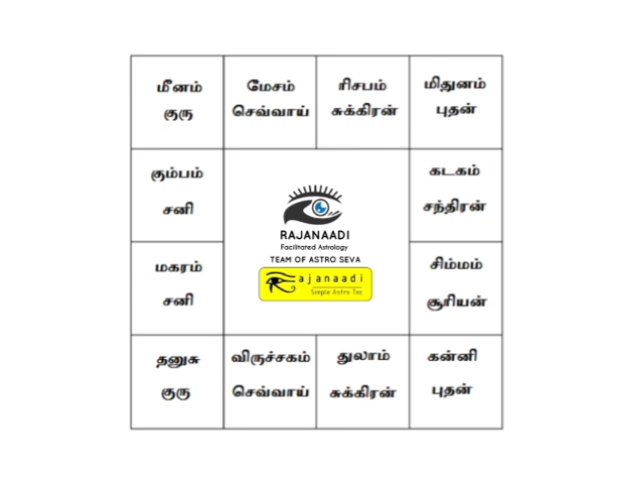 மீனம்
குரு
மேசம்
செவ்வாய்
ரிசபம்
சுக்கிரன்
மிதுனம்
புதன்
கும்பம்
சனி
RAJANAADI
Facilitated Astrology
TEAM OF ASTRO SEVA
ajanaadi
Simple Astro Tec
கடகம்
சந்திரன்
மகரம்
சனி
சிம்மம்
சூரியன்
தனுசு
குரு
விருச்சகம்
செவ்வாய்
துலாம்
சுக்கிரன்
கன்னி
புதன்